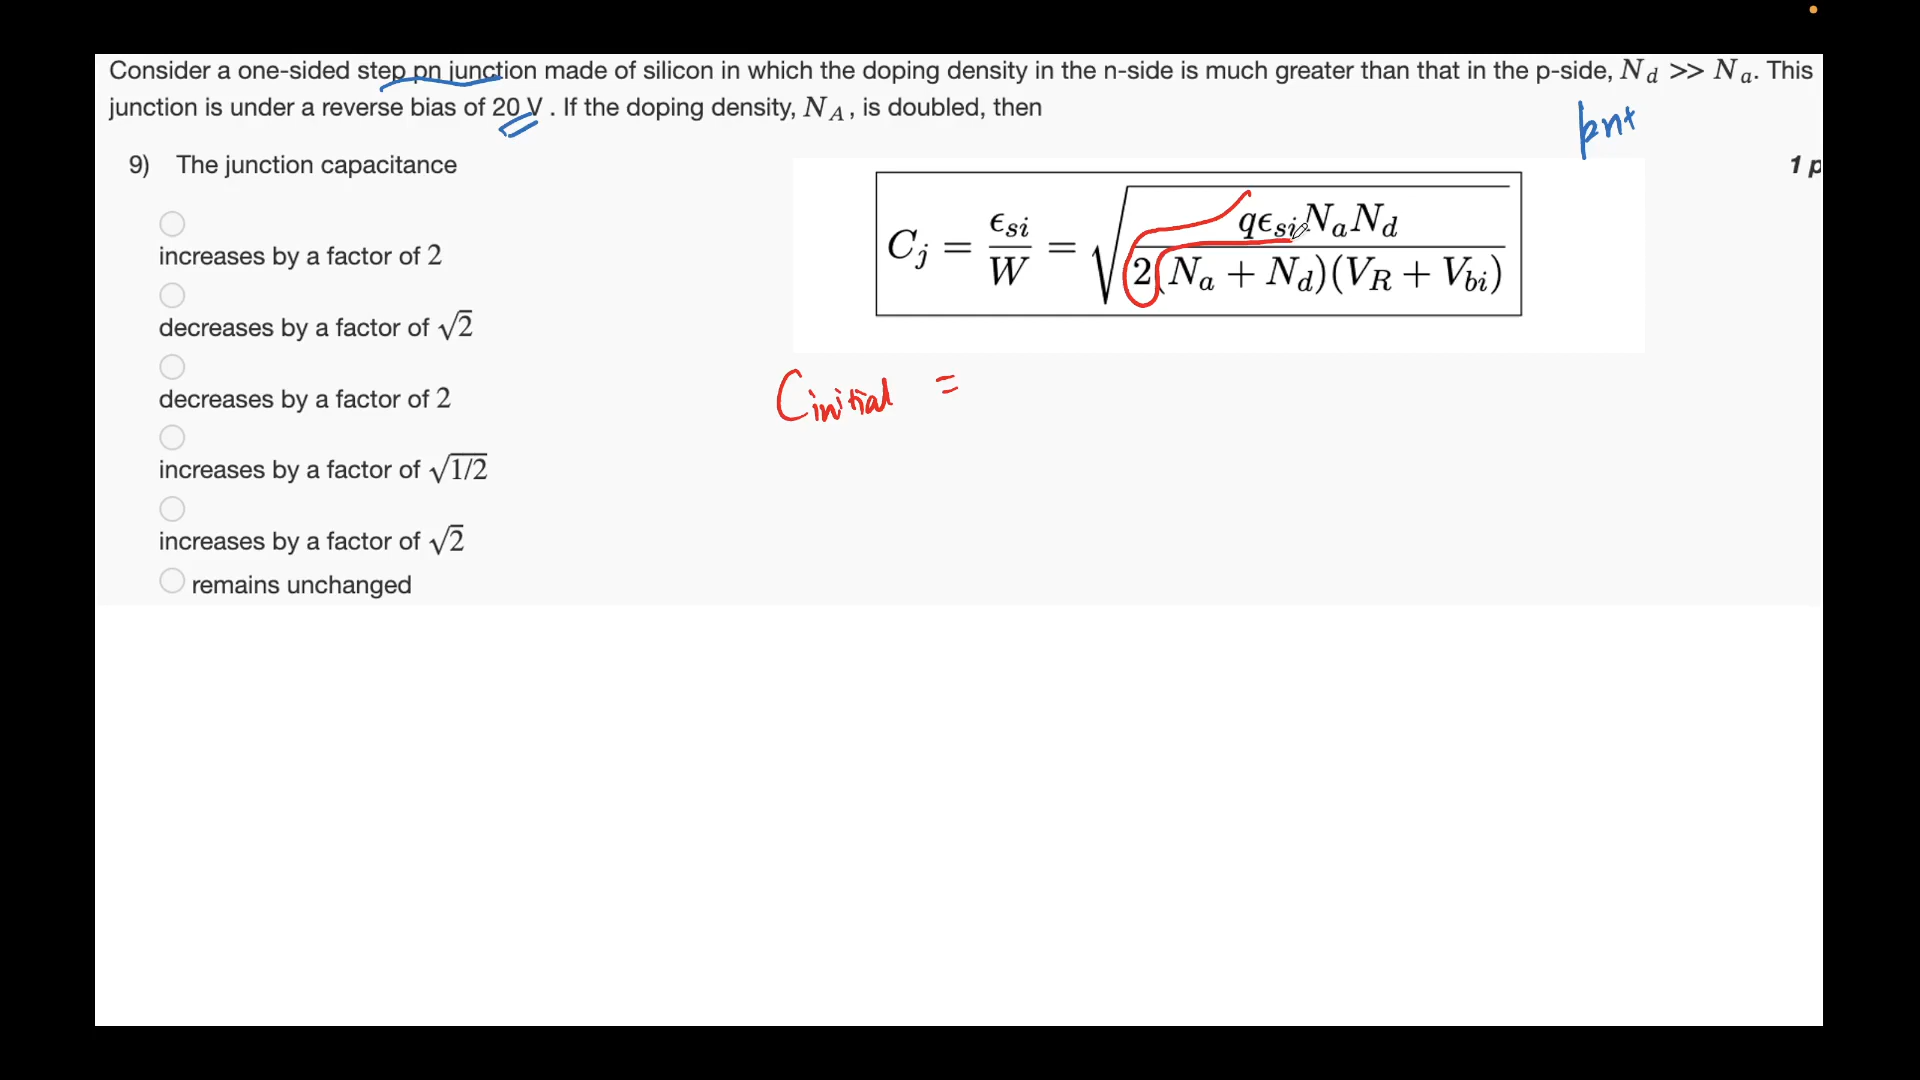 Consider a one-sided step pn junction made of silicon in which the doping density in the n-side is much greater than that in the p-side, N_d >> N_a. This
junction is under a reverse bias of 20 V . If the doping density, N_A, is doubled, then
pn+
9) The junction capacitance
1 p
C_j = ϵ_si / W = √(qϵ_si N_a N_d / 2(N_a + N_d)(V_R + V_bi))
increases by a factor of 2
decreases by a factor of √2
C initial =
decreases by a factor of 2
increases by a factor of √1/2
increases by a factor of √2
remains unchanged